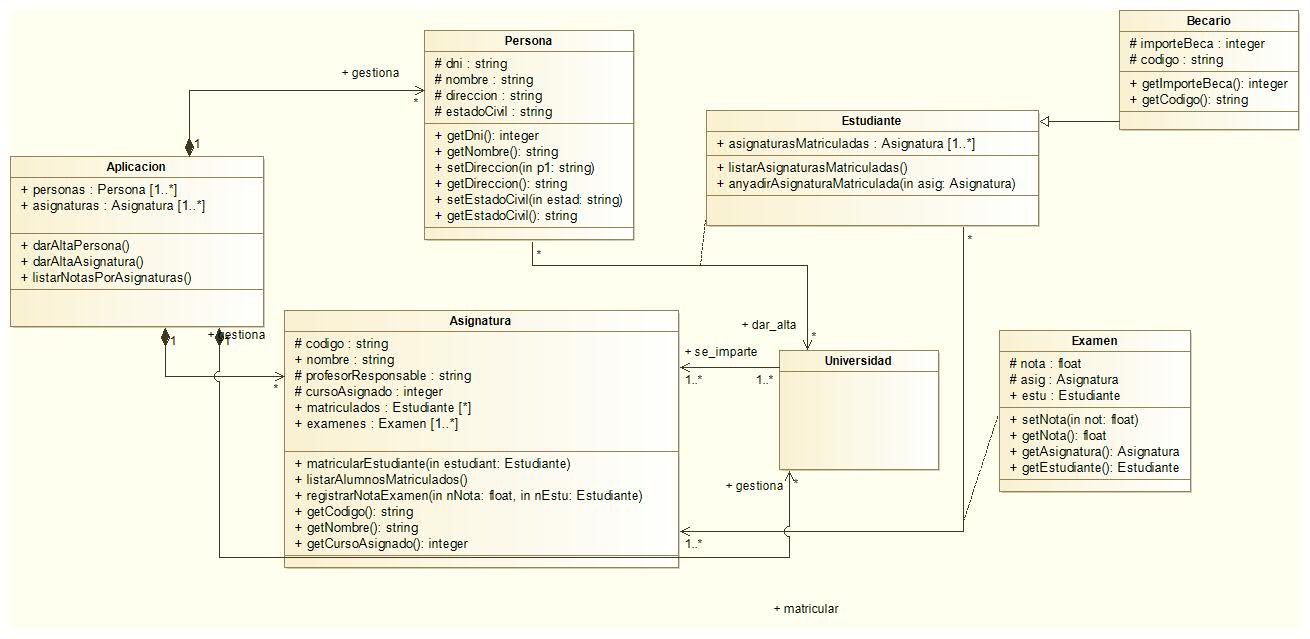 Becario
# importeBeca : integer
# codigo : string
+ getImporteBeca(): integer
+ getCodigo(): string
Persona
# dni : string
# nombre : string
# direccion : string
# estadoCivil : string
+ getDni(): integer
+ getNombre(): string
+ setDireccion(in p1: string)
+ getDireccion(): string
+ setEstadoCivil(in estad: string)
+ getEstadoCivil(): string
+ gestiona
*
1
Estudiante
+ asignaturasMatriculadas : Asignatura [1..*]
+ listarAsignaturasMatriculadas()
+ anyadirAsignaturaMatriculada(in asig: Asignatura)
*
*
Aplicacion
+ personas : Persona [1..*]
+ asignaturas : Asignatura [1..*]
+ darAltaPersona()
+ darAltaAsignatura()
+ listarNotasPorAsignaturas()
1
+ gestiona
1
*
Asignatura
# codigo : string
+ nombre : string
# profesorResponsable : string
# cursoAsignado : integer
+ matriculados : Estudiante [*]
+ examenes : Examen [1..*]
+ matricularEstudiante(in estudiant: Estudiante)
+ listarAlumnosMatriculados()
+ registrarNotaExamen(in nNota: float, in nEstu: Estudiante)
+ getCodigo(): string
+ getNombre(): string
+ getCursoAsignado(): integer
+ dar_alta
*
+ se_imparte
1..*
1..*
Universidad
+ gestiona
*
1..*
Examen
# nota : float
# asig : Asignatura
+ estu : Estudiante
+ setNota(in not: float)
+ getNota(): float
+ getAsignatura(): Asignatura
+ getEstudiante(): Estudiante
+ matricular